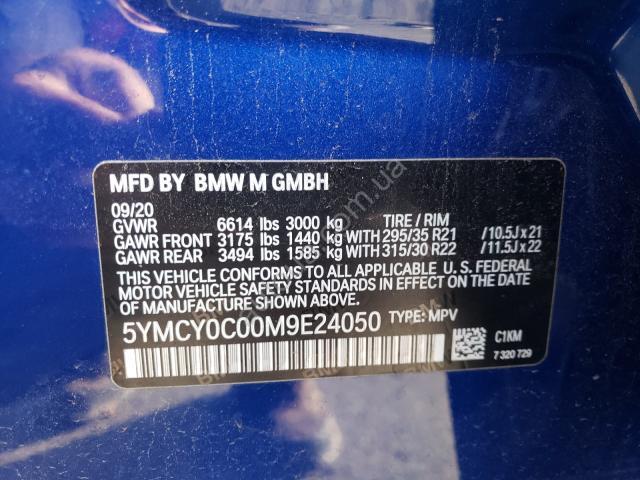 MFD BY BMW M GMBH
09/20
GVWR 6614 lbs 3000 kg TIRE / RIM
GAWR FRONT 3175 lbs 1440 kg WITH 295/35 R21 /10.5J x 21
GAWR REAR 3494 lbs 1585 kg WITH 315/30 R22 /11.5J x 22
THIS VEHICLE CONFORMS TO ALL APPLICABLE U. S. FEDERAL
MOTOR VEHICLE SAFETY STANDARDS IN EFFECT ON THE DATE
OF MANUFACTURE SHOWN ABOVE.
5YMCY0C00M9E24050 TYPE: MPV
C1KM
7 320 729